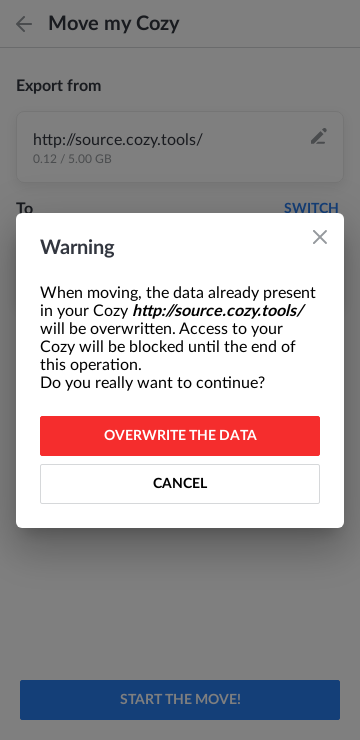 Move my Cozy
Export from
http://source.cozy.tools/
0.12 / 5.00 GB
To
SWITCH
Warning
When moving, the data already present
in your Cozy http://source.cozy.tools/
will be overwritten. Access to your
Cozy will be blocked until the end of
this operation.
Do you really want to continue?
OVERWRITE THE DATA
CANCEL
START THE MOVE!